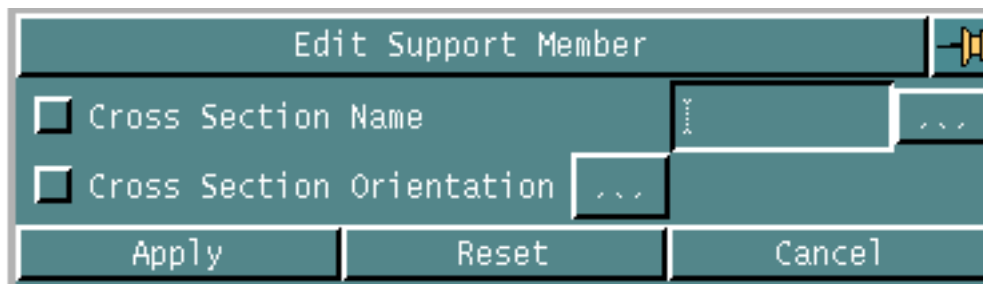 Edit Support Member
Cross Section Name ...
Cross Section Orientation ...
Apply Reset Cancel